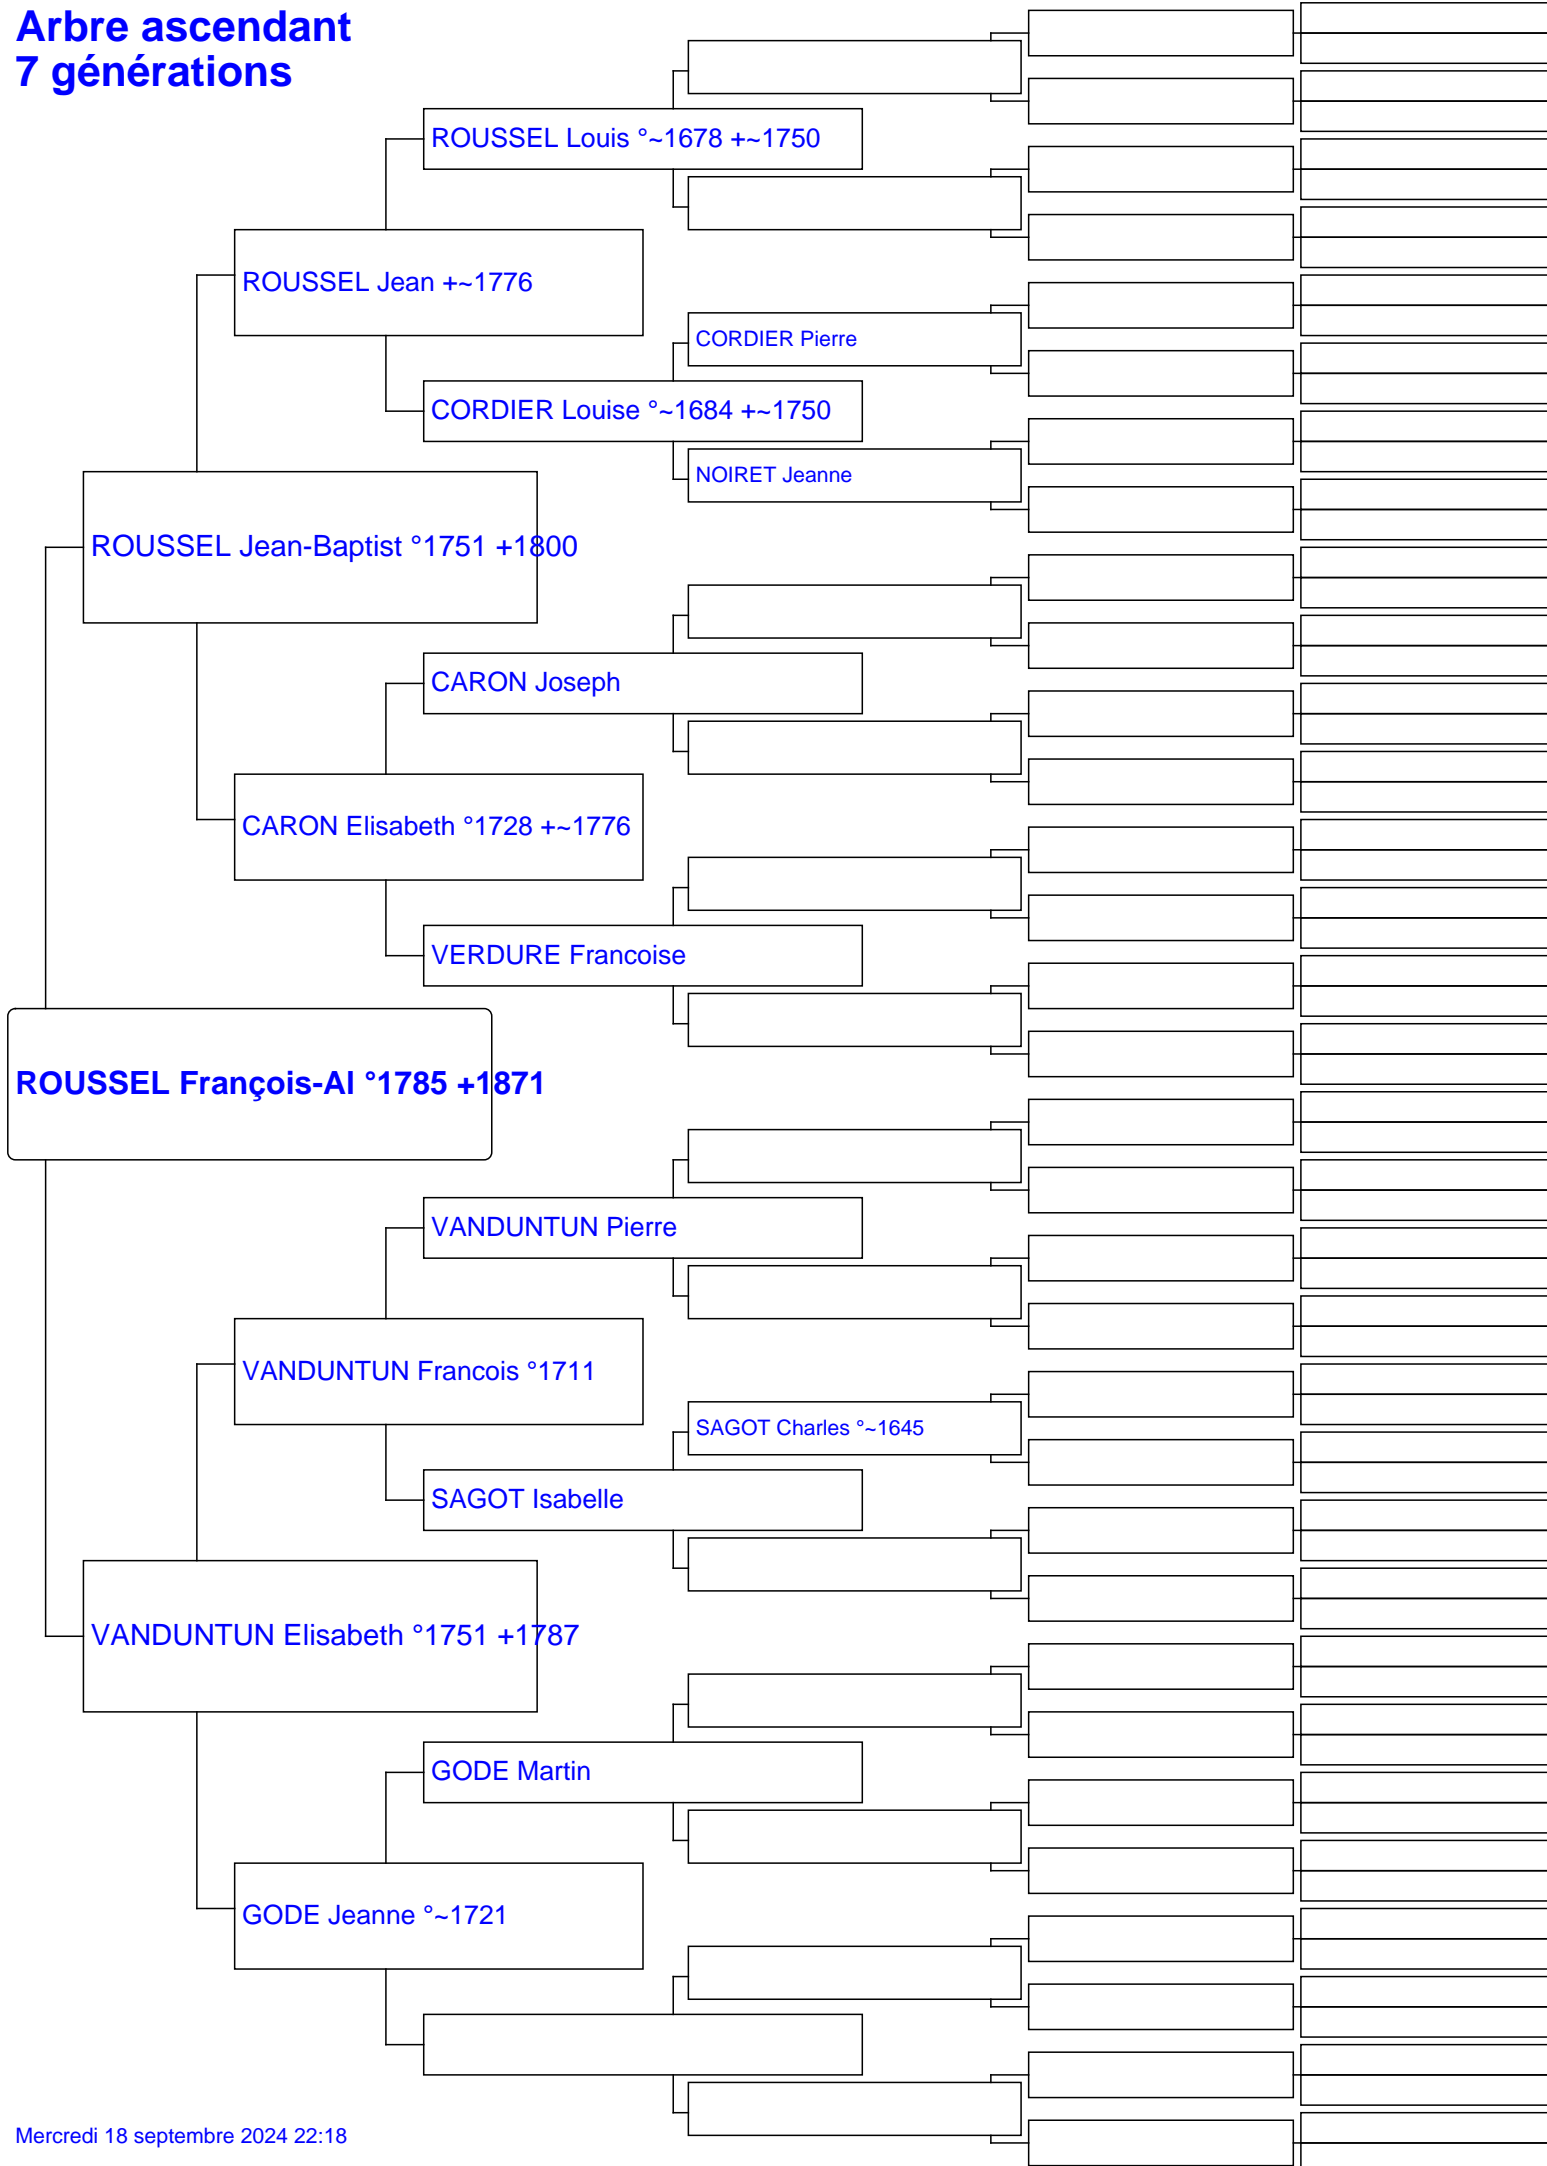 Arbre ascendant
7 générations
ROUSSEL Louis °~1678 +~1750
ROUSSEL Jean +~1776
CORDIER Pierre
CORDIER Louise °~1684 +~1750
NOIRET Jeanne
ROUSSEL Jean-Baptist °1751 +1800
CARON Joseph
CARON Elisabeth °1728 +~1776
VERDURE Francoise
ROUSSEL François-Al °1785 +1871
VANDUNTUN Pierre
VANDUNTUN Francois °1711
SAGOT Charles °~1645
SAGOT Isabelle
VANDUNTUN Elisabeth °1751 +1787
GODE Martin
GODE Jeanne °~1721
Mercredi 18 septembre 2024 22:18